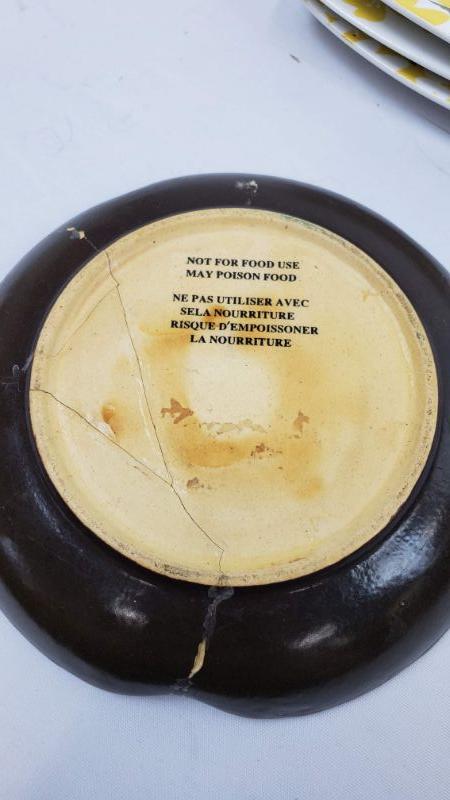 NOT FOR FOOD USE
MAY POISON FOOD
NE PAS UTILISER AVEC
SELA NOURRITURE
RISQUE D'EMPOISSONER
LA NOURRITURE